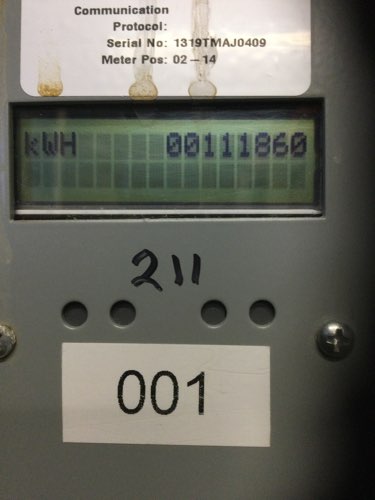 Communication
Protocol:
Serial No: 1319TMAJ0409
Meter Pos: 02-14
kWH 00111860
211
001